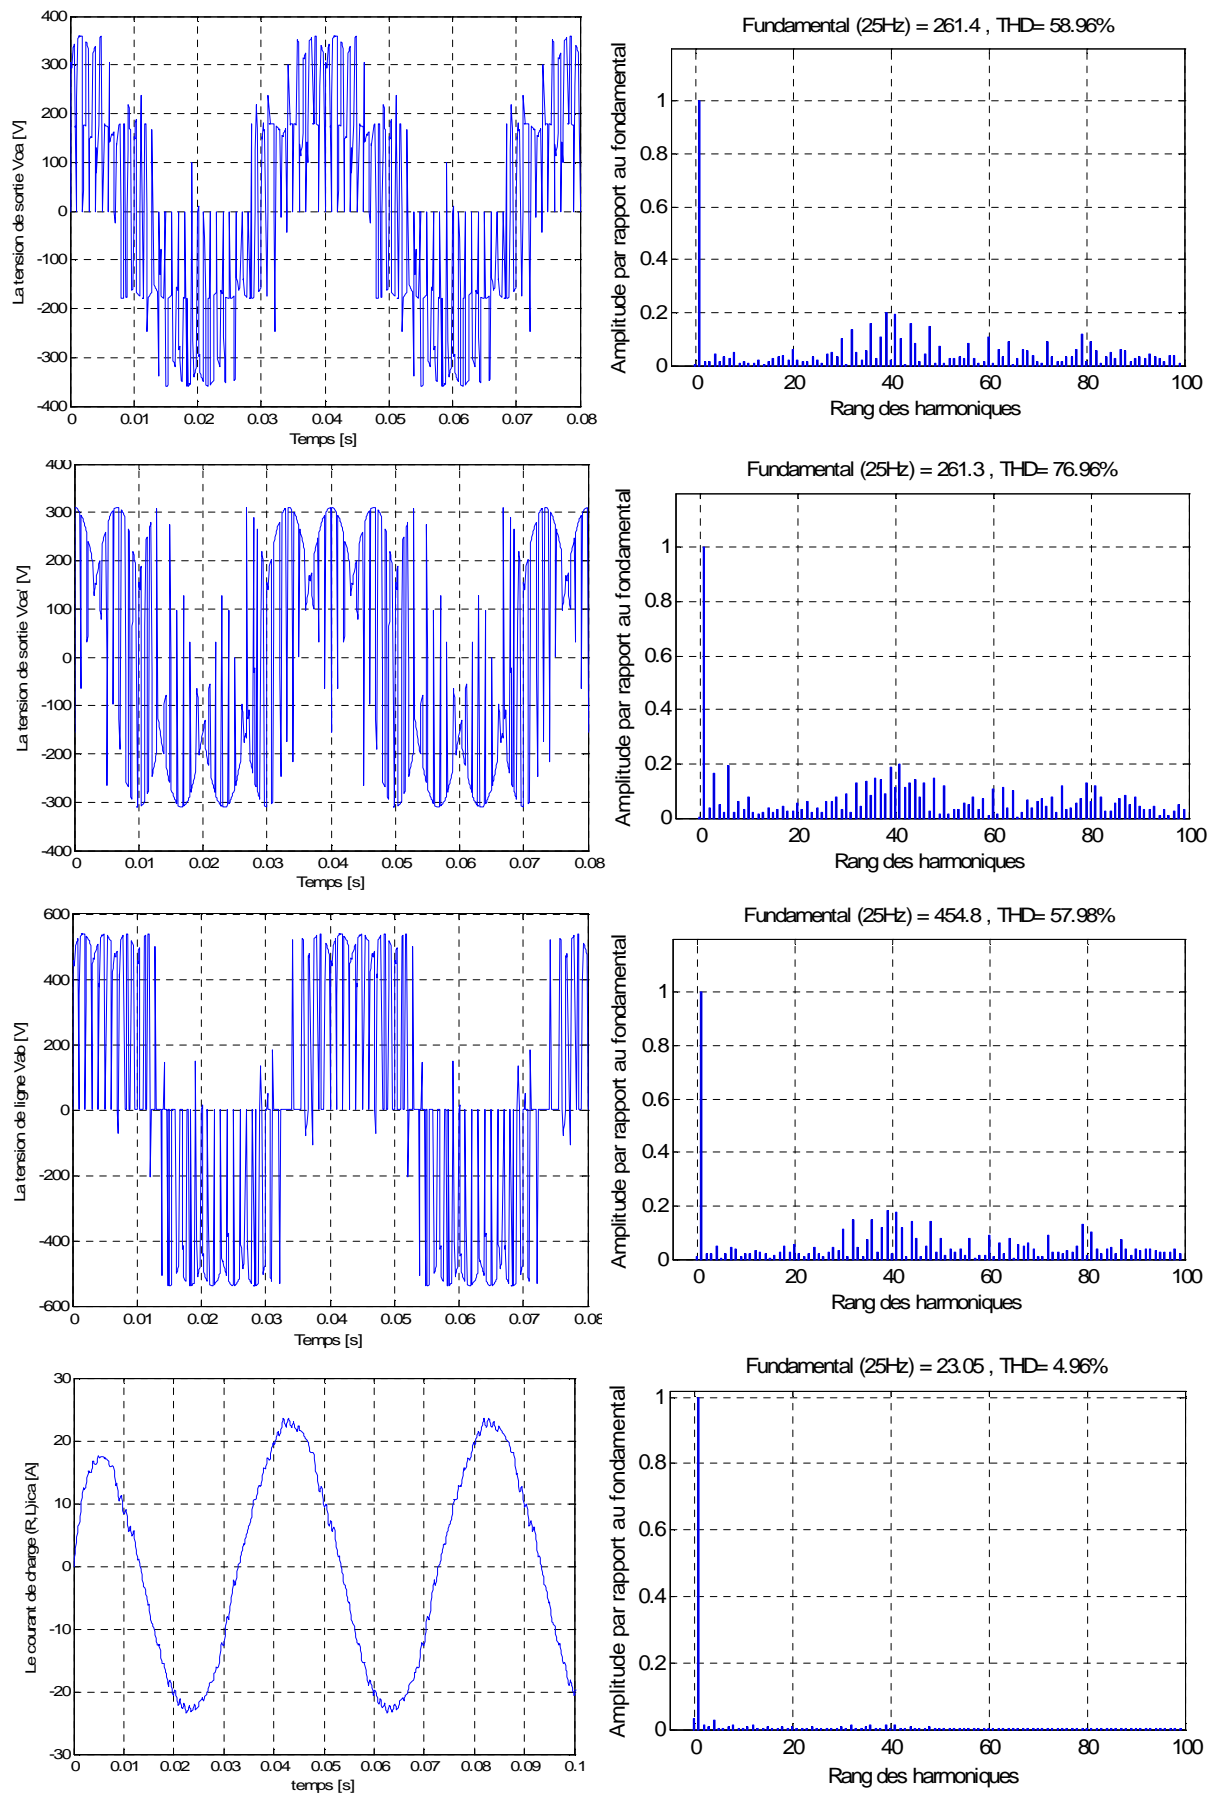 Fundamental (25Hz) = 261.4 , THD= 58.96%
La tension de sortie Vca [V]
400
300
200
100
0
-100
-200
-300
-400
0 0.01 0.02 0.03 0.04 0.05 0.06 0.07 0.08
Temps [s]
Amplitude par rapport au fondamental
1
0.8
0.6
0.4
0.2
0
0 20 40 60 80 100
Rang des harmoniques
Fundamental (25Hz) = 261.3 , THD= 76.96%
La tension de sortie Vca' [V]
400
300
200
100
0
-100
-200
-300
-400
0 0.01 0.02 0.03 0.04 0.05 0.06 0.07 0.08
Temps [s]
Amplitude par rapport au fondamental
1
0.8
0.6
0.4
0.2
0
0 20 40 60 80 100
Rang des harmoniques
Fundamental (25Hz) = 454.8 , THD= 57.98%
La tension de ligne Vab [V]
600
400
200
0
-200
-400
-600
0 0.01 0.02 0.03 0.04 0.05 0.06 0.07 0.08
Temps [s]
Amplitude par rapport au fondamental
1
0.8
0.6
0.4
0.2
0
0 20 40 60 80 100
Rang des harmoniques
Fundamental (25Hz) = 23.05 , THD= 4.96%
Le courant de charge (R,L) ica [A]
30
20
10
0
-10
-20
-30
0 0.01 0.02 0.03 0.04 0.05 0.06 0.07 0.08 0.09 0.1
temps [s]
Amplitude par rapport au fondamental
1
0.8
0.6
0.4
0.2
0
0 20 40 60 80 100
Rang des harmoniques